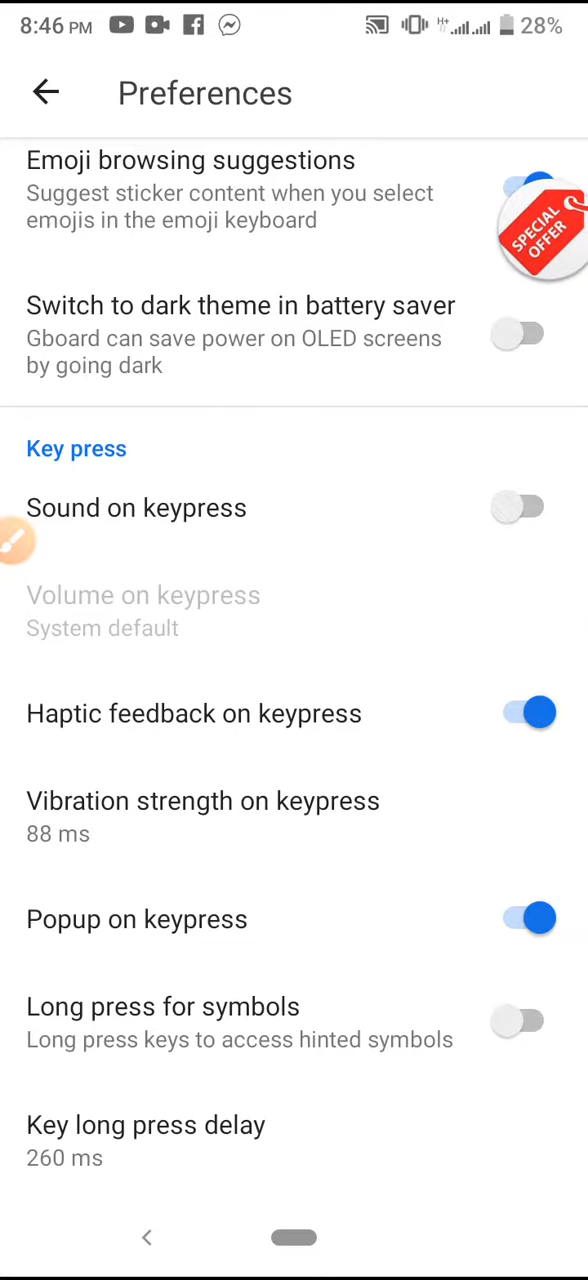 8:46 PM
H+
28%
Preferences
Emoji browsing suggestions
Suggest sticker content when you select
emojis in the emoji keyboard
SPECIAL
OFFER
Switch to dark theme in battery saver
Gboard can save power on OLED screens
by going dark
Key press
Sound on keypress
Volume on keypress
System default
Haptic feedback on keypress
Vibration strength on keypress
88 ms
Popup on keypress
Long press for symbols
Long press keys to access hinted symbols
Key long press delay
260 ms